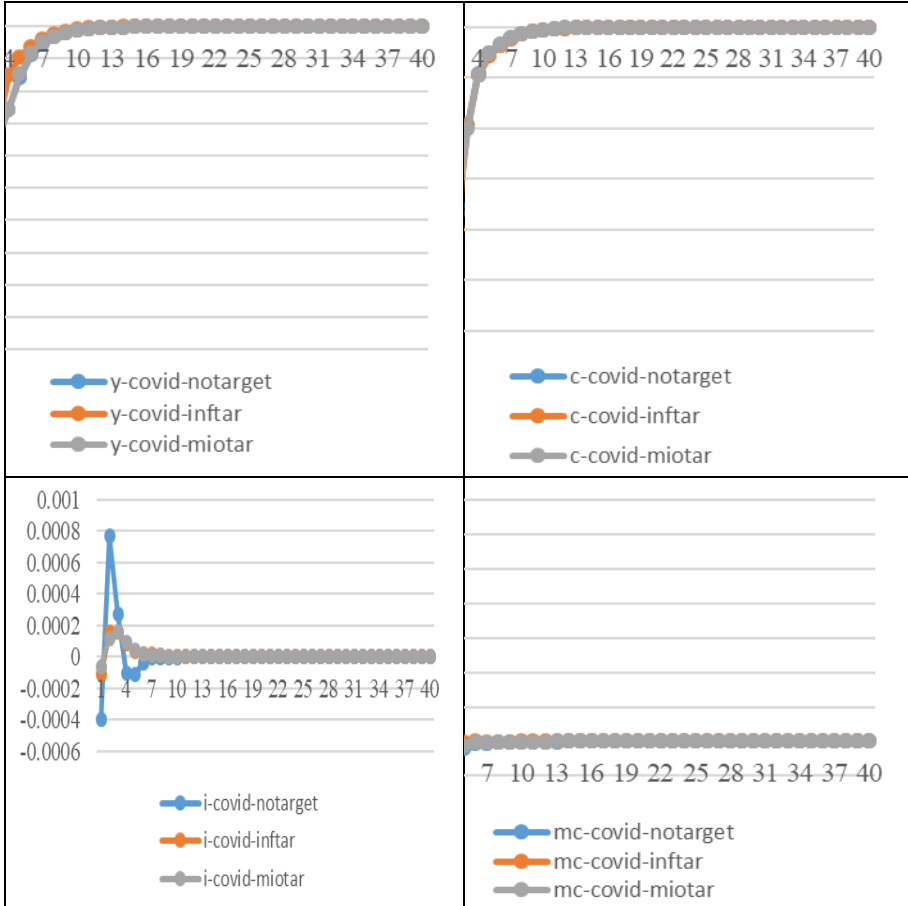 4 7 10 13 16 19 22 25 28 31 34 37 40
y-covid-notarget
y-covid-inftar
y-covid-miotar
4 7 10 13 16 19 22 25 28 31 34 37 40
c-covid-notarget
c-covid-inftar
c-covid-miotar
0.001
0.0008
0.0006
0.0004
0.0002
0
-0.0002
-0.0004
-0.0006
1 4 7 10 13 16 19 22 25 28 31 34 37 40
i-covid-notarget
i-covid-inftar
i-covid-miotar
7 10 13 16 19 22 25 28 31 34 37 40
mc-covid-notarget
mc-covid-inftar
mc-covid-miotar